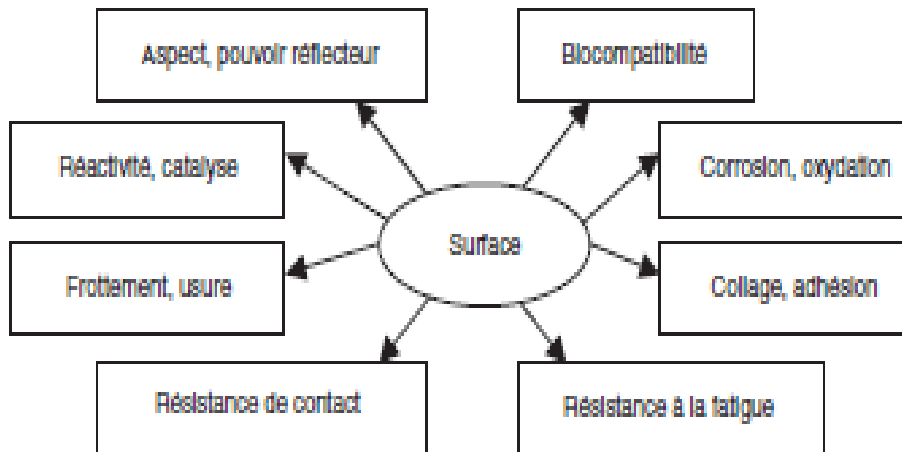 Aspect, pouvoir réflecteur
Biocompatibilité
Réactivité, catalyse
Corrosion, oxydation
Surface
Frottement, usure
Collage, adhésion
Résistance de contact
Résistance à la fatigue